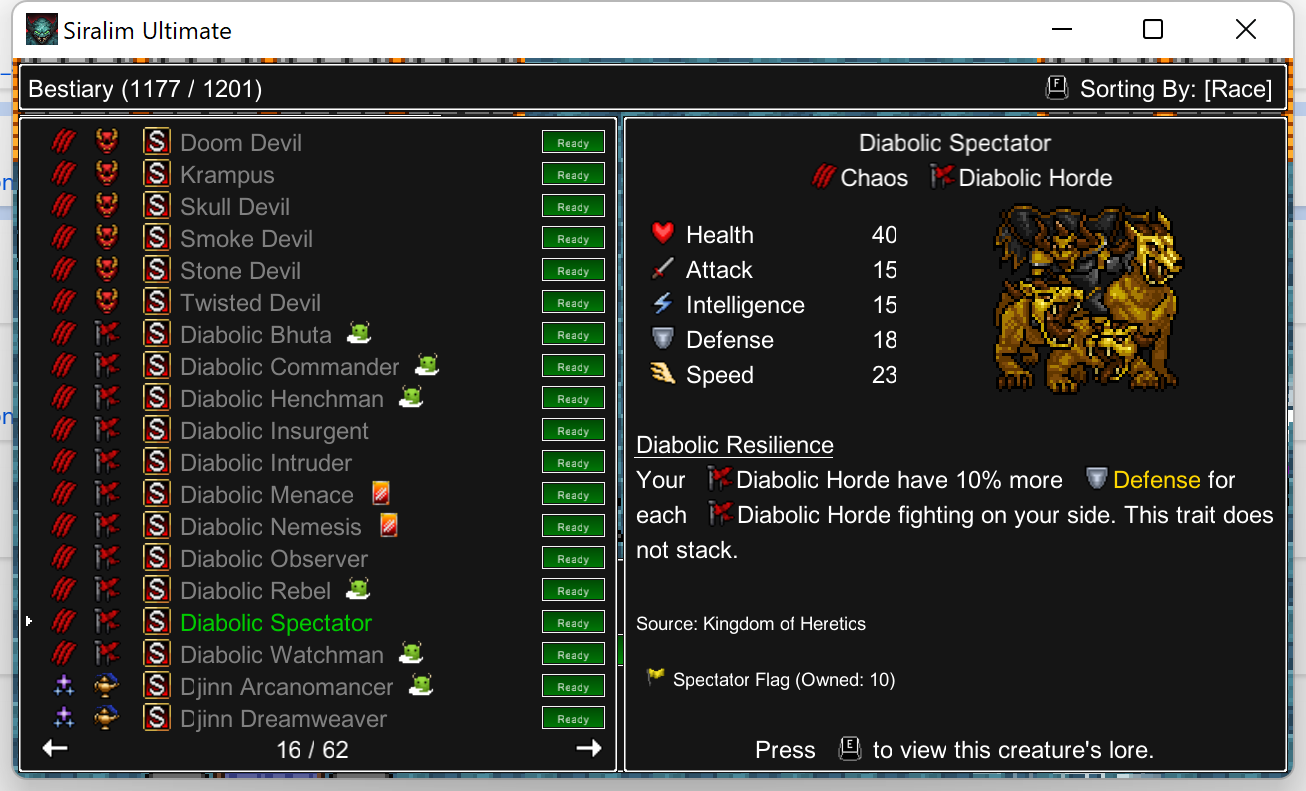 Siralim Ultimate
Bestiary (1177 / 1201)
F Sorting By: [Race]
S Doom Devil Ready
S Krampus Ready
S Skull Devil Ready
S Smoke Devil Ready
S Stone Devil Ready
S Twisted Devil Ready
S Diabolic Bhuta Ready
S Diabolic Commander Ready
S Diabolic Henchman Ready
S Diabolic Insurgent Ready
S Diabolic Intruder Ready
S Diabolic Menace Ready
S Diabolic Nemesis Ready
S Diabolic Observer Ready
S Diabolic Rebel Ready
S Diabolic Spectator Ready
S Diabolic Watchman Ready
S Djinn Arcanomancer Ready
S Djinn Dreamweaver Ready
16 / 62
Diabolic Spectator
Chaos Diabolic Horde
Health 40
Attack 15
Intelligence 15
Defense 18
Speed 23
Diabolic Resilience
Your Diabolic Horde have 10% more Defense for
each Diabolic Horde fighting on your side. This trait does
not stack.
Source: Kingdom of Heretics
Spectator Flag (Owned: 10)
Press E to view this creature's lore.